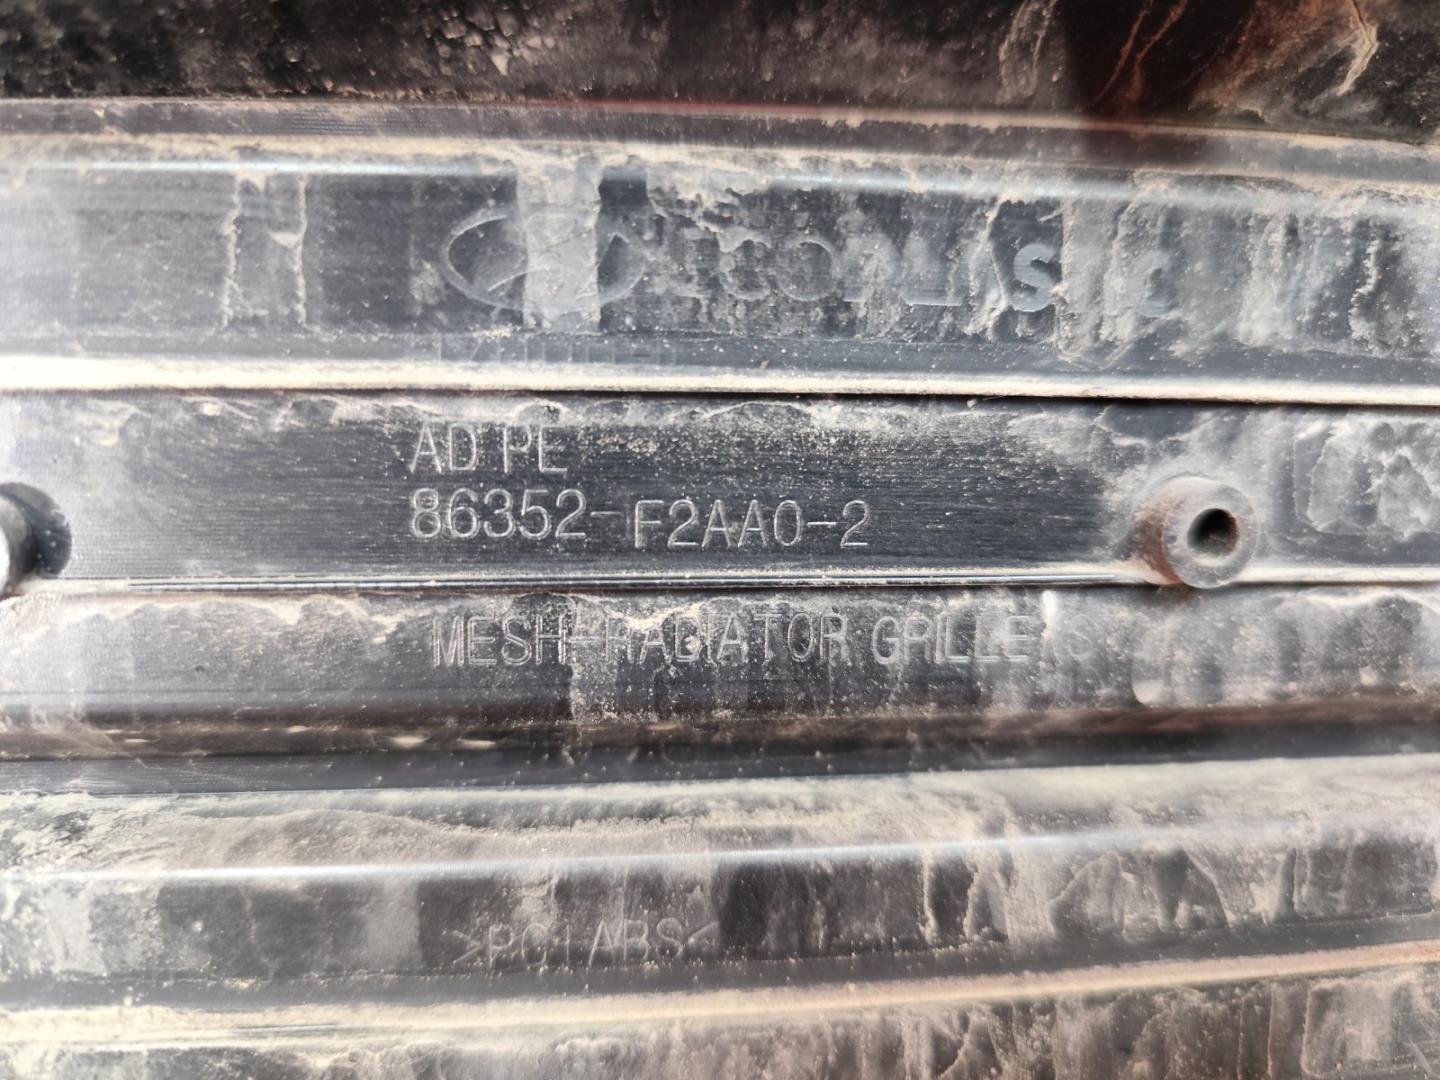 AD PE
86352-F2AA0-2
MESH-RADIATOR GRILLE
>PC+ABS<